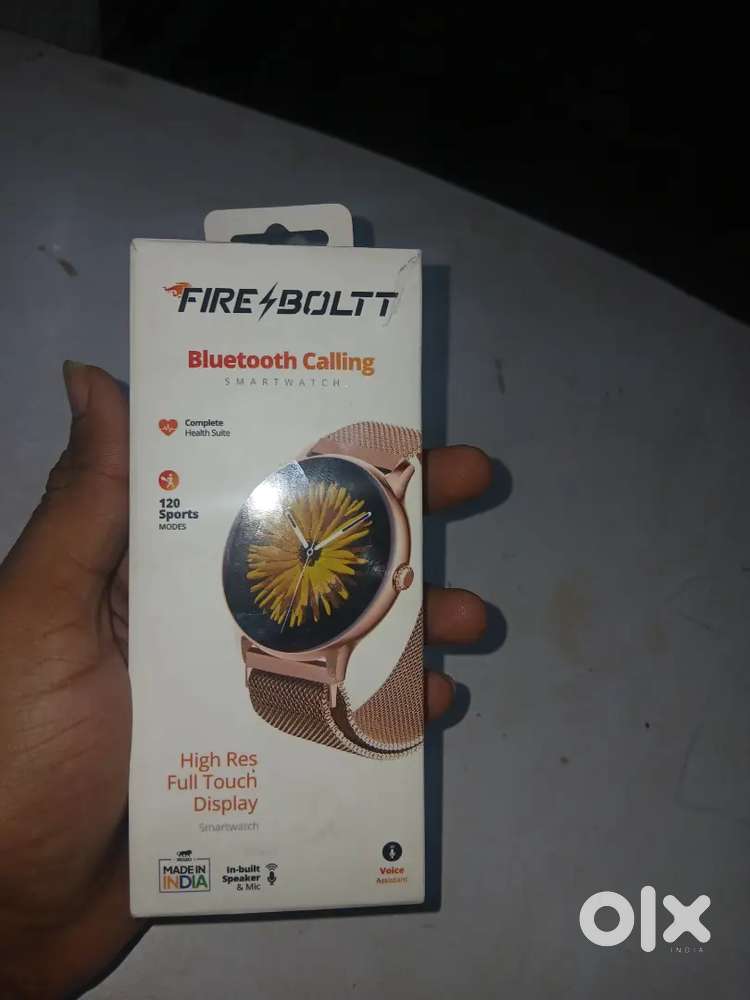 FIRE BOLTT
Bluetooth Calling
SMARTWATCH
Complete
Health Suite
120
Sports
MODES
High Res
Full Touch
Display
Smartwatch
MADE IN
INDIA
In-built
Speaker
& Mic
Voice
Assistant
olx
INDIA